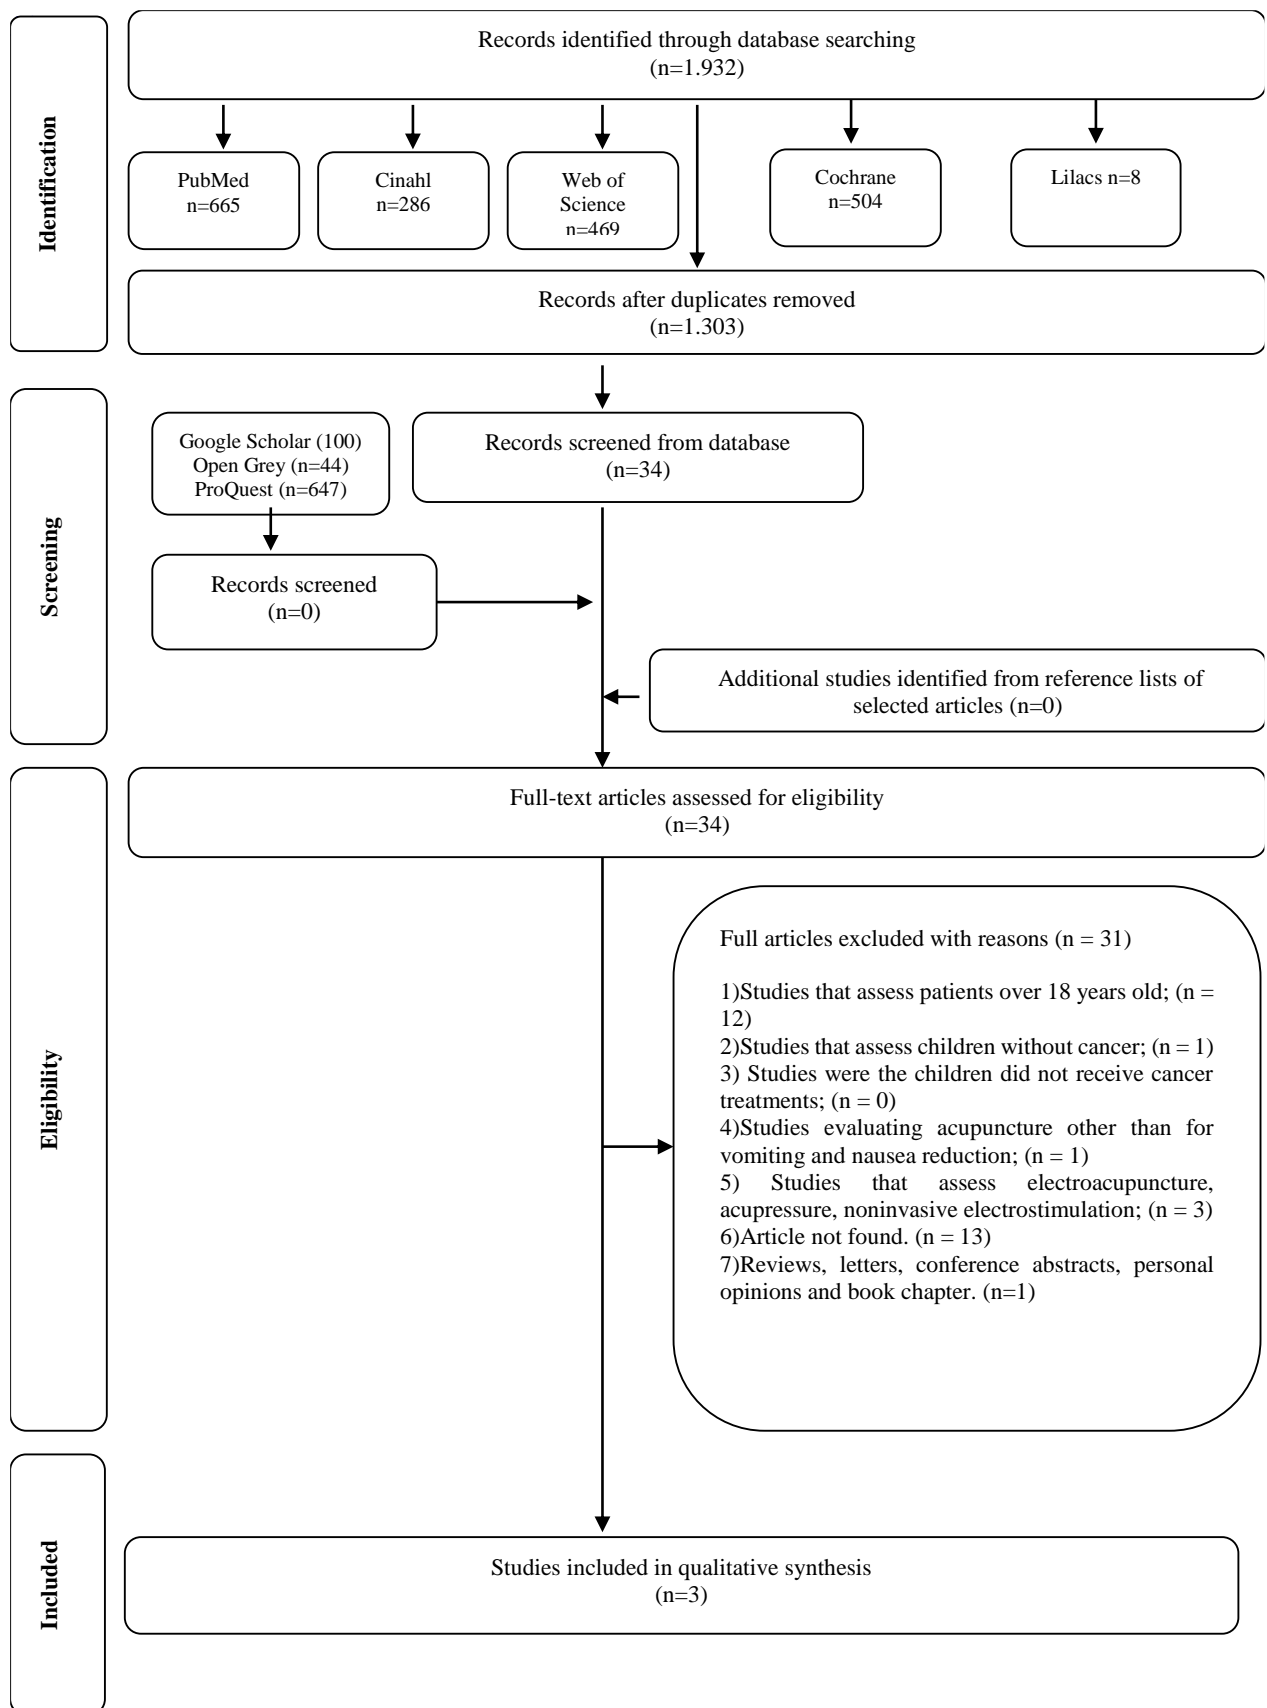 Identification
Records identified through database searching
(n=1.932)
PubMed
n=665
Cinahl
n=286
Web of
Science
n=469
Cochrane
n=504
Lilacs n=8
Records after duplicates removed
(n=1.303)
Screening
Google Scholar (100)
Open Grey (n=44)
ProQuest (n=647)
Records screened from database
(n=34)
Records screened
(n=0)
Additional studies identified from reference lists of
selected articles (n=0)
Eligibility
Full-text articles assessed for eligibility
(n=34)
Full articles excluded with reasons (n = 31)
1)Studies that assess patients over 18 years old; (n =
12)
2)Studies that assess children without cancer; (n = 1)
3) Studies were the children did not receive cancer
treatments; (n = 0)
4)Studies evaluating acupuncture other than for
vomiting and nausea reduction; (n = 1)
5) Studies that assess electroacupuncture,
acupressure, noninvasive electrostimulation; (n = 3)
6)Article not found. (n = 13)
7)Reviews, letters, conference abstracts, personal
opinions and book chapter. (n=1)
Included
Studies included in qualitative synthesis
(n=3)